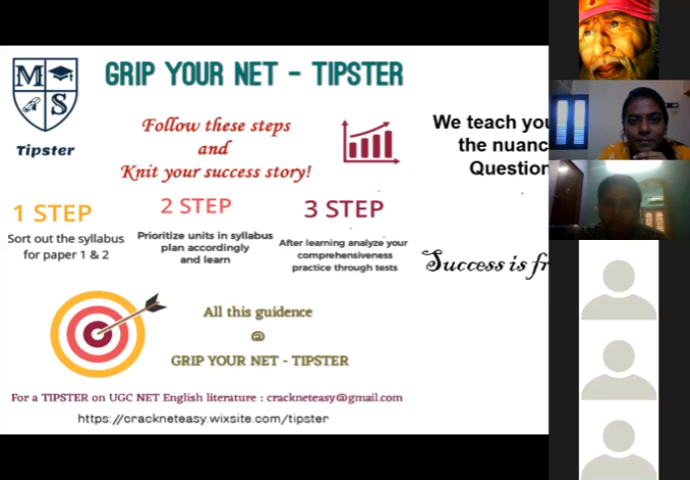 M
S
Tipster
GRIP YOUR NET - TIPSTER
Follow these steps
and
Knit your success story!
We teach you
the nuanc
Question
1 STEP
Sort out the syllabus
for paper 1 & 2
2 STEP
Prioritize units in syllabus
plan accordingly
and learn
3 STEP
After learning analyze your
comprehensiveness
practice through tests
Success is fr
All this guidence
@
GRIP YOUR NET - TIPSTER
For a TIPSTER on UGC NET English literature : crackneteasy@gmail.com
https://crackneteasy.wixsite.com/tipster